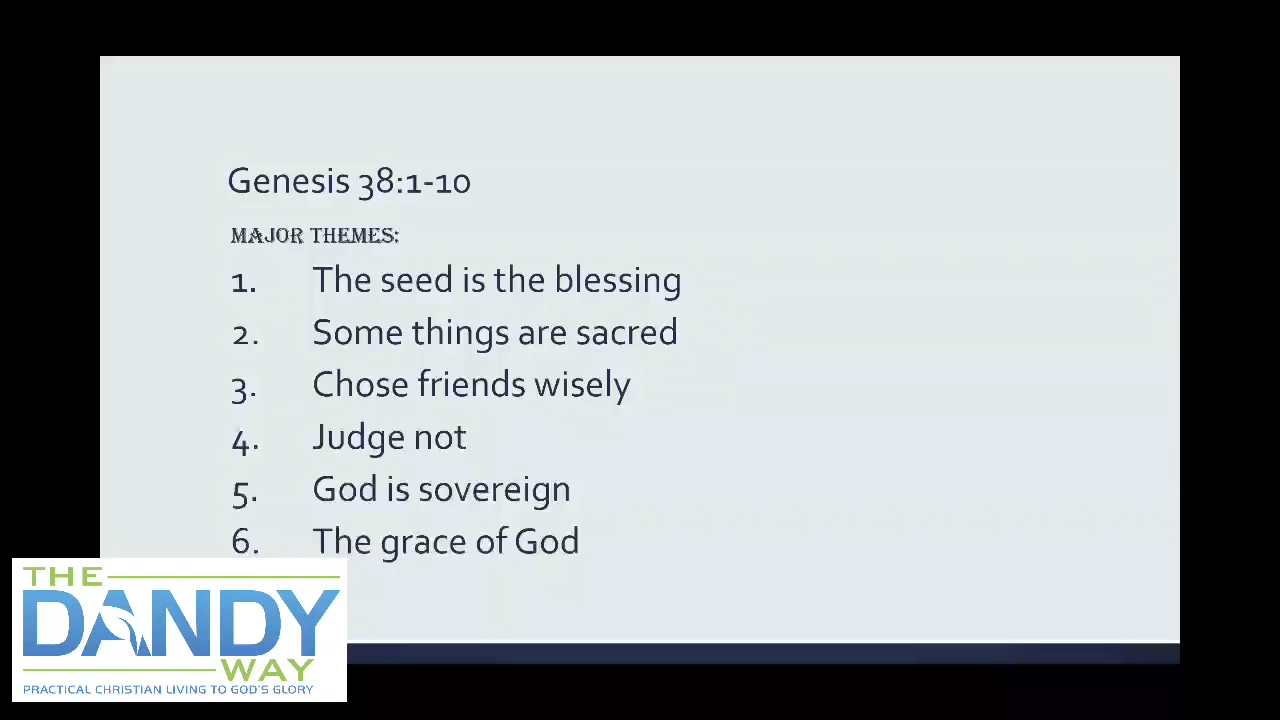 Genesis 38:1-10
MAJOR THEMES:
1. The seed is the blessing
2. Some things are sacred
3. Chose friends wisely
4. Judge not
5. God is sovereign
6. The grace of God
THE
DANDY
WAY
PRACTICAL CHRISTIAN LIVING TO GOD'S GLORY